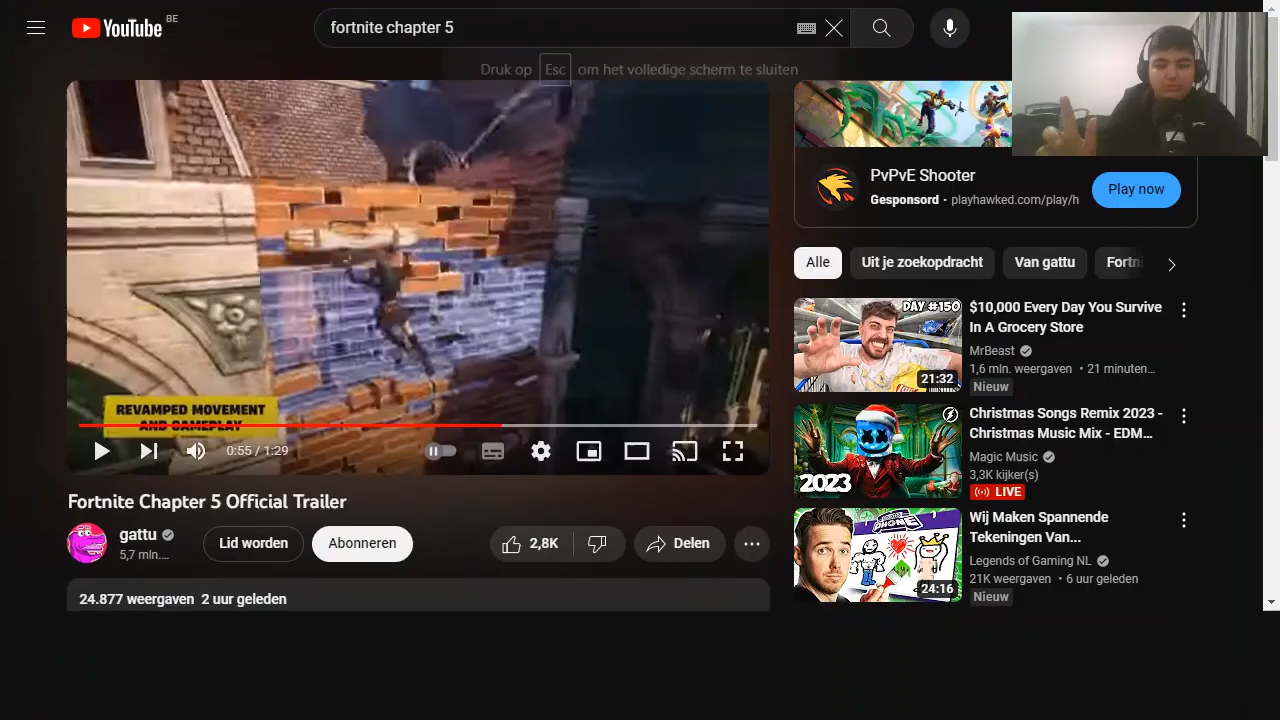 YouTube BE
fortnite chapter 5
Druk op Esc om het volledige scherm te sluiten
REVAMPED MOVEMENT
AND GAMEPLAY
0:55 / 1:29
Fortnite Chapter 5 Official Trailer
gattu
5,7 mln....
Lid worden
Abonneren
2,8K
Delen
24.877 weergaven 2 uur geleden
PvPvE Shooter
Gesponsord · playhawked.com/play/h
Play now
Alle
Uit je zoekopdracht
Van gattu
Fortni
DAY #150
21:32
$10,000 Every Day You Survive
In A Grocery Store
MrBeast
1,6 mln. weergaven • 21 minuten...
Nieuw
2023
Christmas Songs Remix 2023 -
Christmas Music Mix - EDM...
Magic Music
3,3K kijker(s)
LIVE
PHONE
24:16
Wij Maken Spannende
Tekeningen Van...
Legends of Gaming NL
21K weergaven • 6 uur geleden
Nieuw